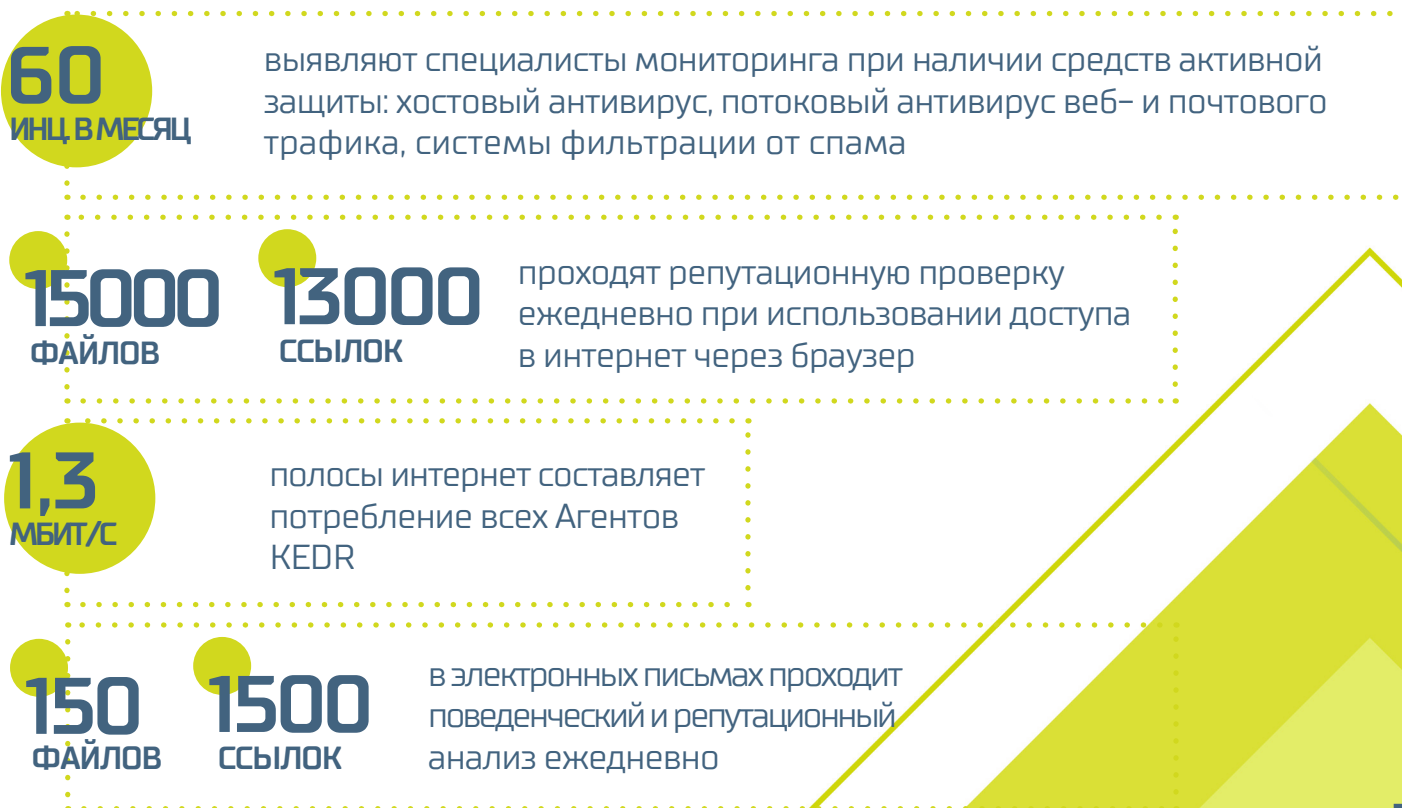 60
ИНЦ. В МЕСЯЦ
выявляют специалисты мониторинга при наличии средств активной
защиты: хостовый антивирус, потоковый антивирус веб- и почтового
трафика, системы фильтрации от спама
15000
ФАЙЛОВ
13000
ССЫЛОК
проходят репутационную проверку
ежедневно при использовании доступа
в интернет через браузер
1,3
МБИТ/С
полосы интернет составляет
потребление всех Агентов
KEDR
150
ФАЙЛОВ
1500
ССЫЛОК
в электронных письмах проходит
поведенческий и репутационный
анализ ежедневно